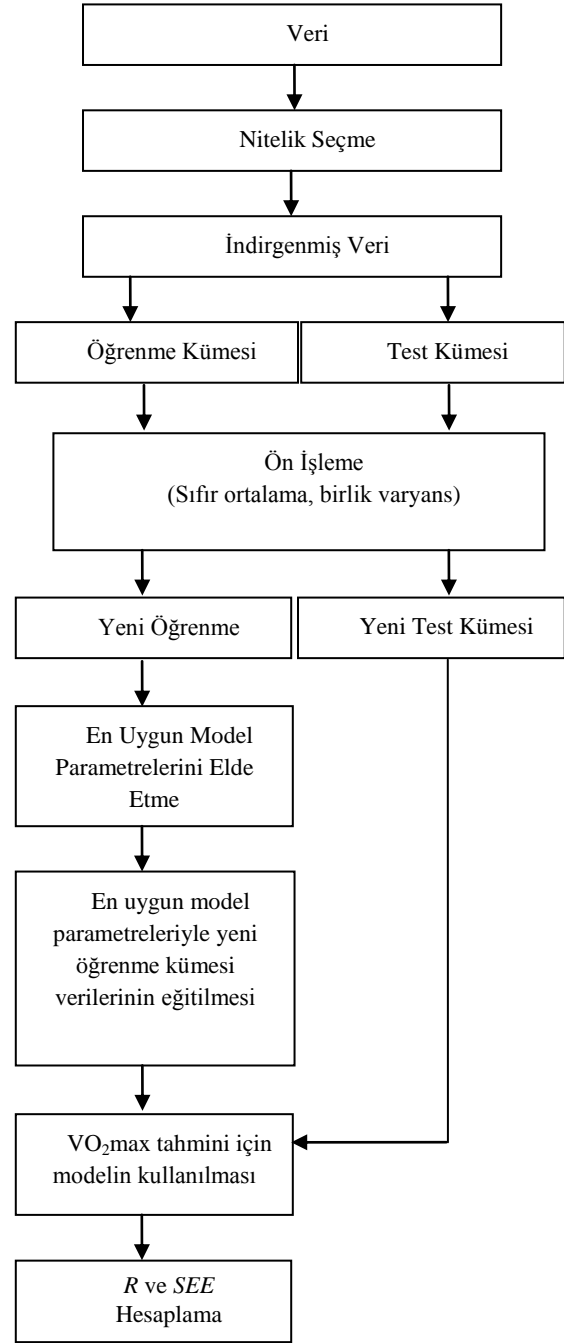 Veri
Nitelik Seçme
İndirgenmiş Veri
Öğrenme Kümesi
Test Kümesi
Ön İşleme
(Sıfır ortalama, birlik varyans)
Yeni Öğrenme
Yeni Test Kümesi
En Uygun Model
Parametrelerini Elde
Etme
En uygun model
parametreleriyle yeni
öğrenme kümesi
verilerinin eğitilmesi
VO₂max tahmini için
modelin kullanılması
R ve SEE
Hesaplama